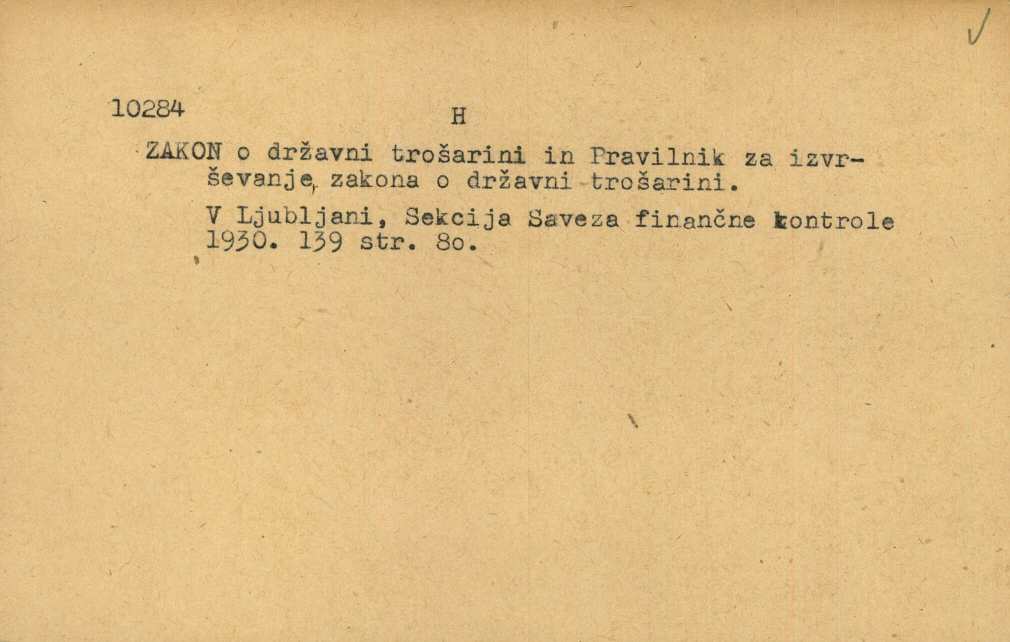 10284
H
ZAKON o državni trošarini in Pravilnik za izvr-
ševanje, zakona o državni trošarini.
V Ljubljani, Sekcija Saveza finančne kontrole
1930. 139 str. 8o.